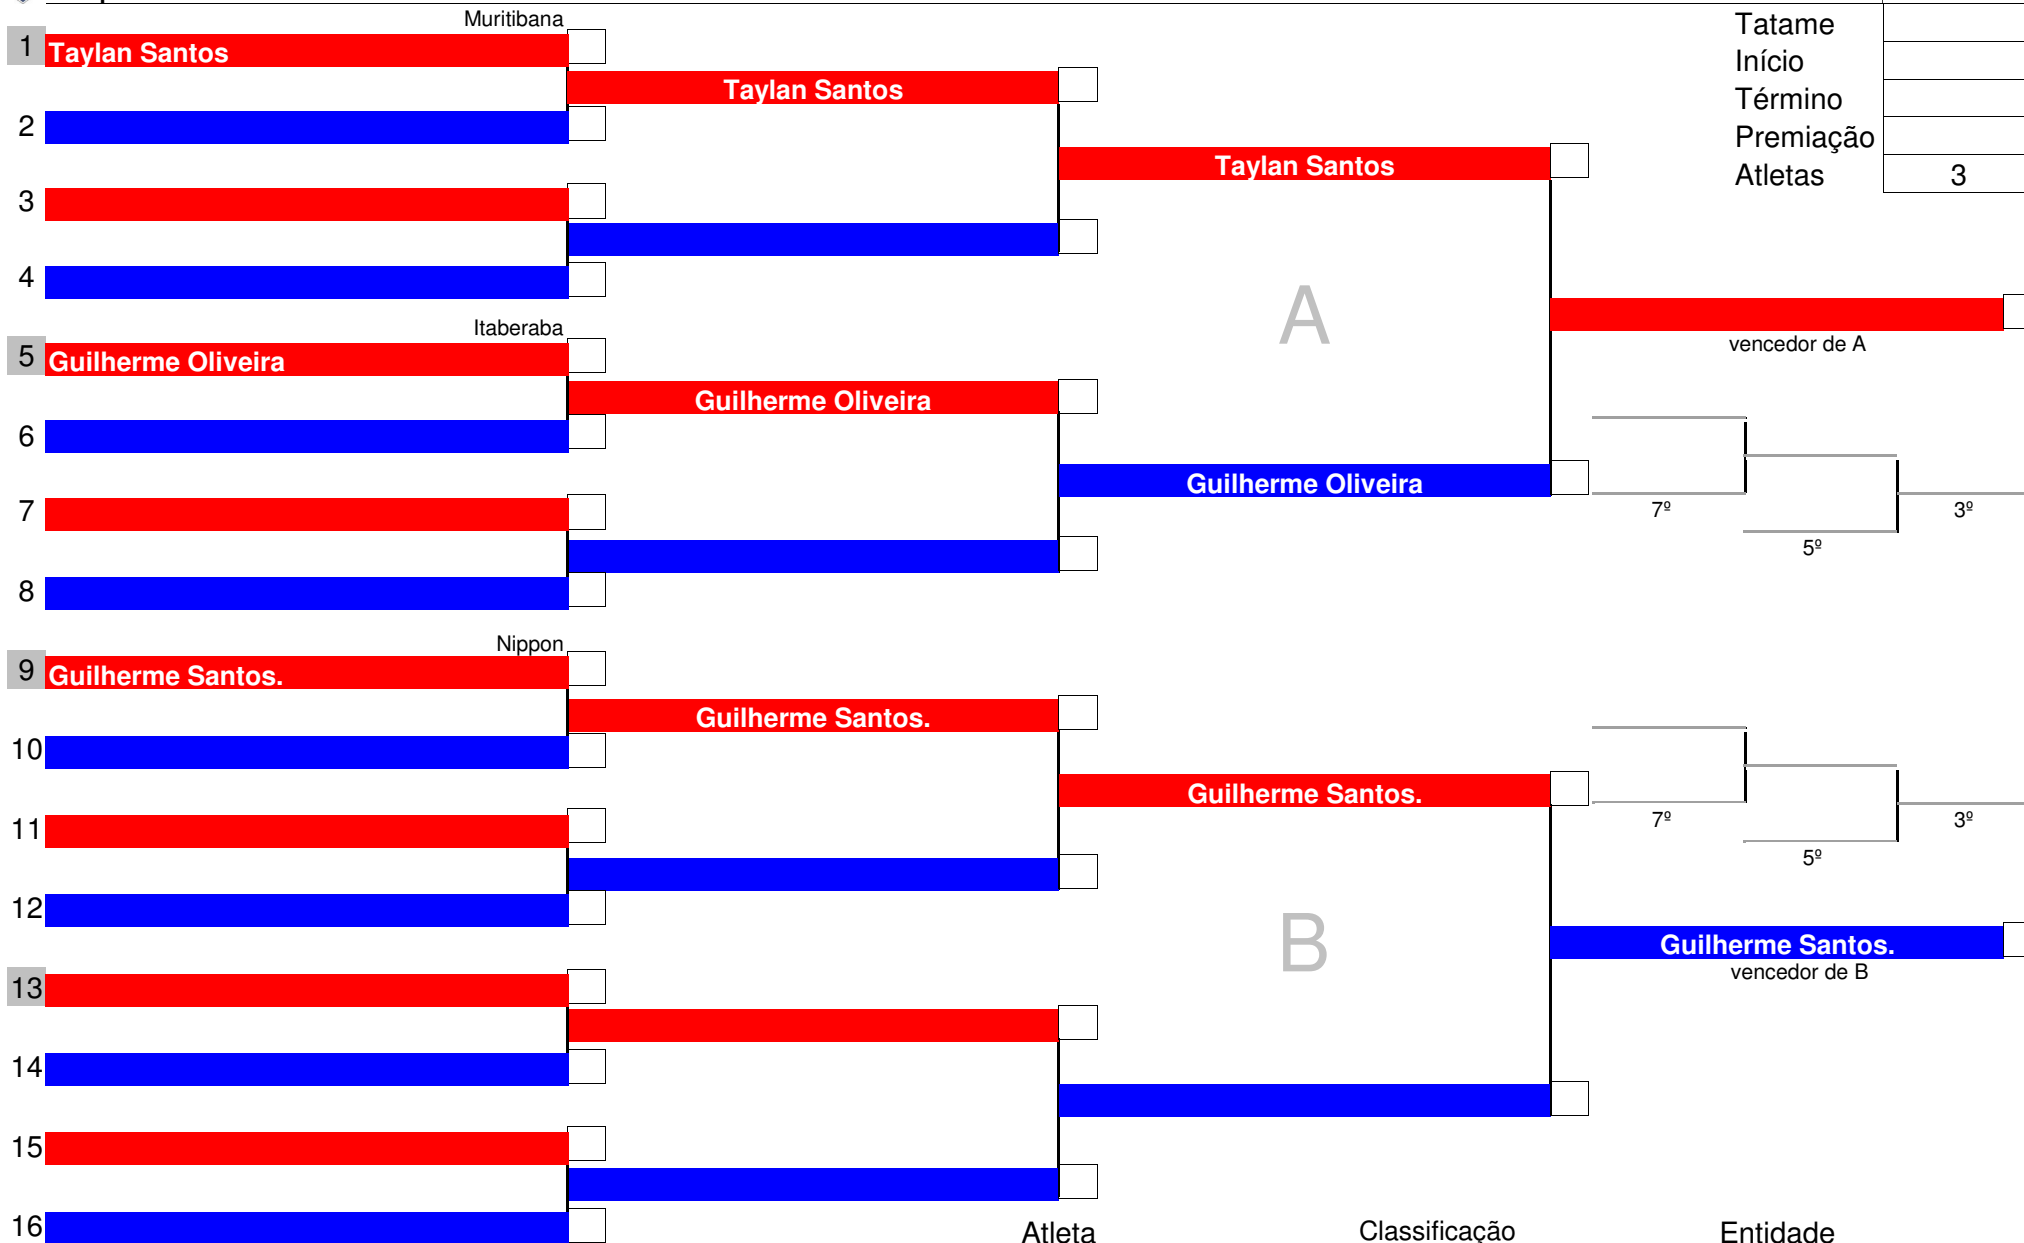 Muritibana
Tatame
1 Taylan Santos
Início
Taylan Santos
Término
2
Premiação
Taylan Santos
Atletas 3
3
4
A
Itaberaba
vencedor de A
5 Guilherme Oliveira
Guilherme Oliveira
6
Guilherme Oliveira
7
7º 3º
5º
8
Nippon
9 Guilherme Santos.
Guilherme Santos.
10
Guilherme Santos.
11
7º 3º
5º
12
B
Guilherme Santos.
vencedor de B
13
14
15
16
Atleta Classificação Entidade